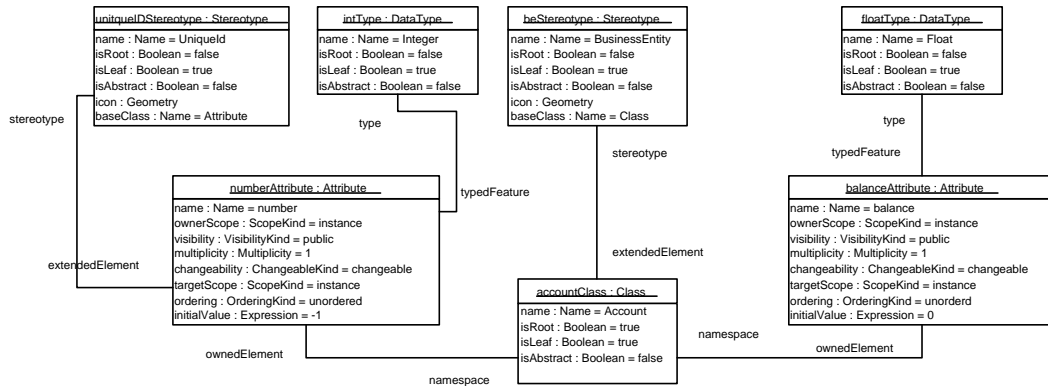 unitqueIDStereotype : Stereotype
name : Name = UniqueId
isRoot : Boolean = false
isLeaf : Boolean = true
isAbstract : Boolean = false
icon : Geometry
baseClass : Name = Attribute
intType : DataType
name : Name = Integer
isRoot : Boolean = false
isLeaf : Boolean = true
isAbstract : Boolean = false
beStereotype : Stereotype
name : Name = BusinessEntity
isRoot : Boolean = false
isLeaf : Boolean = true
isAbstract : Boolean = false
icon : Geometry
baseClass : Name = Class
floatType : DataType
name : Name = Float
isRoot : Boolean = false
isLeaf : Boolean = true
isAbstract : Boolean = false
stereotype
type
stereotype
type
typedFeature
typedFeature
numberAttribute : Attribute
name : Name = number
ownerScope : ScopeKind = instance
visibility : VisibilityKind = public
multiplicity : Multiplicity = 1
changeability : ChangeableKind = changeable
targetScope : ScopeKind = instance
ordering : OrderingKind = unordered
initialValue : Expression = -1
balanceAttribute : Attribute
name : Name = balance
ownerScope : ScopeKind = instance
visibility : VisibilityKind = public
multiplicity : Multiplicity = 1
changeability : ChangeableKind = changeable
targetScope : ScopeKind = instance
ordering : OrderingKind = unorderd
initialValue : Expression = 0
extendedElement
extendedElement
accountClass : Class
name : Name = Account
isRoot : Boolean = true
isLeaf : Boolean = true
isAbstract : Boolean = false
namespace
ownedElement
ownedElement
namespace